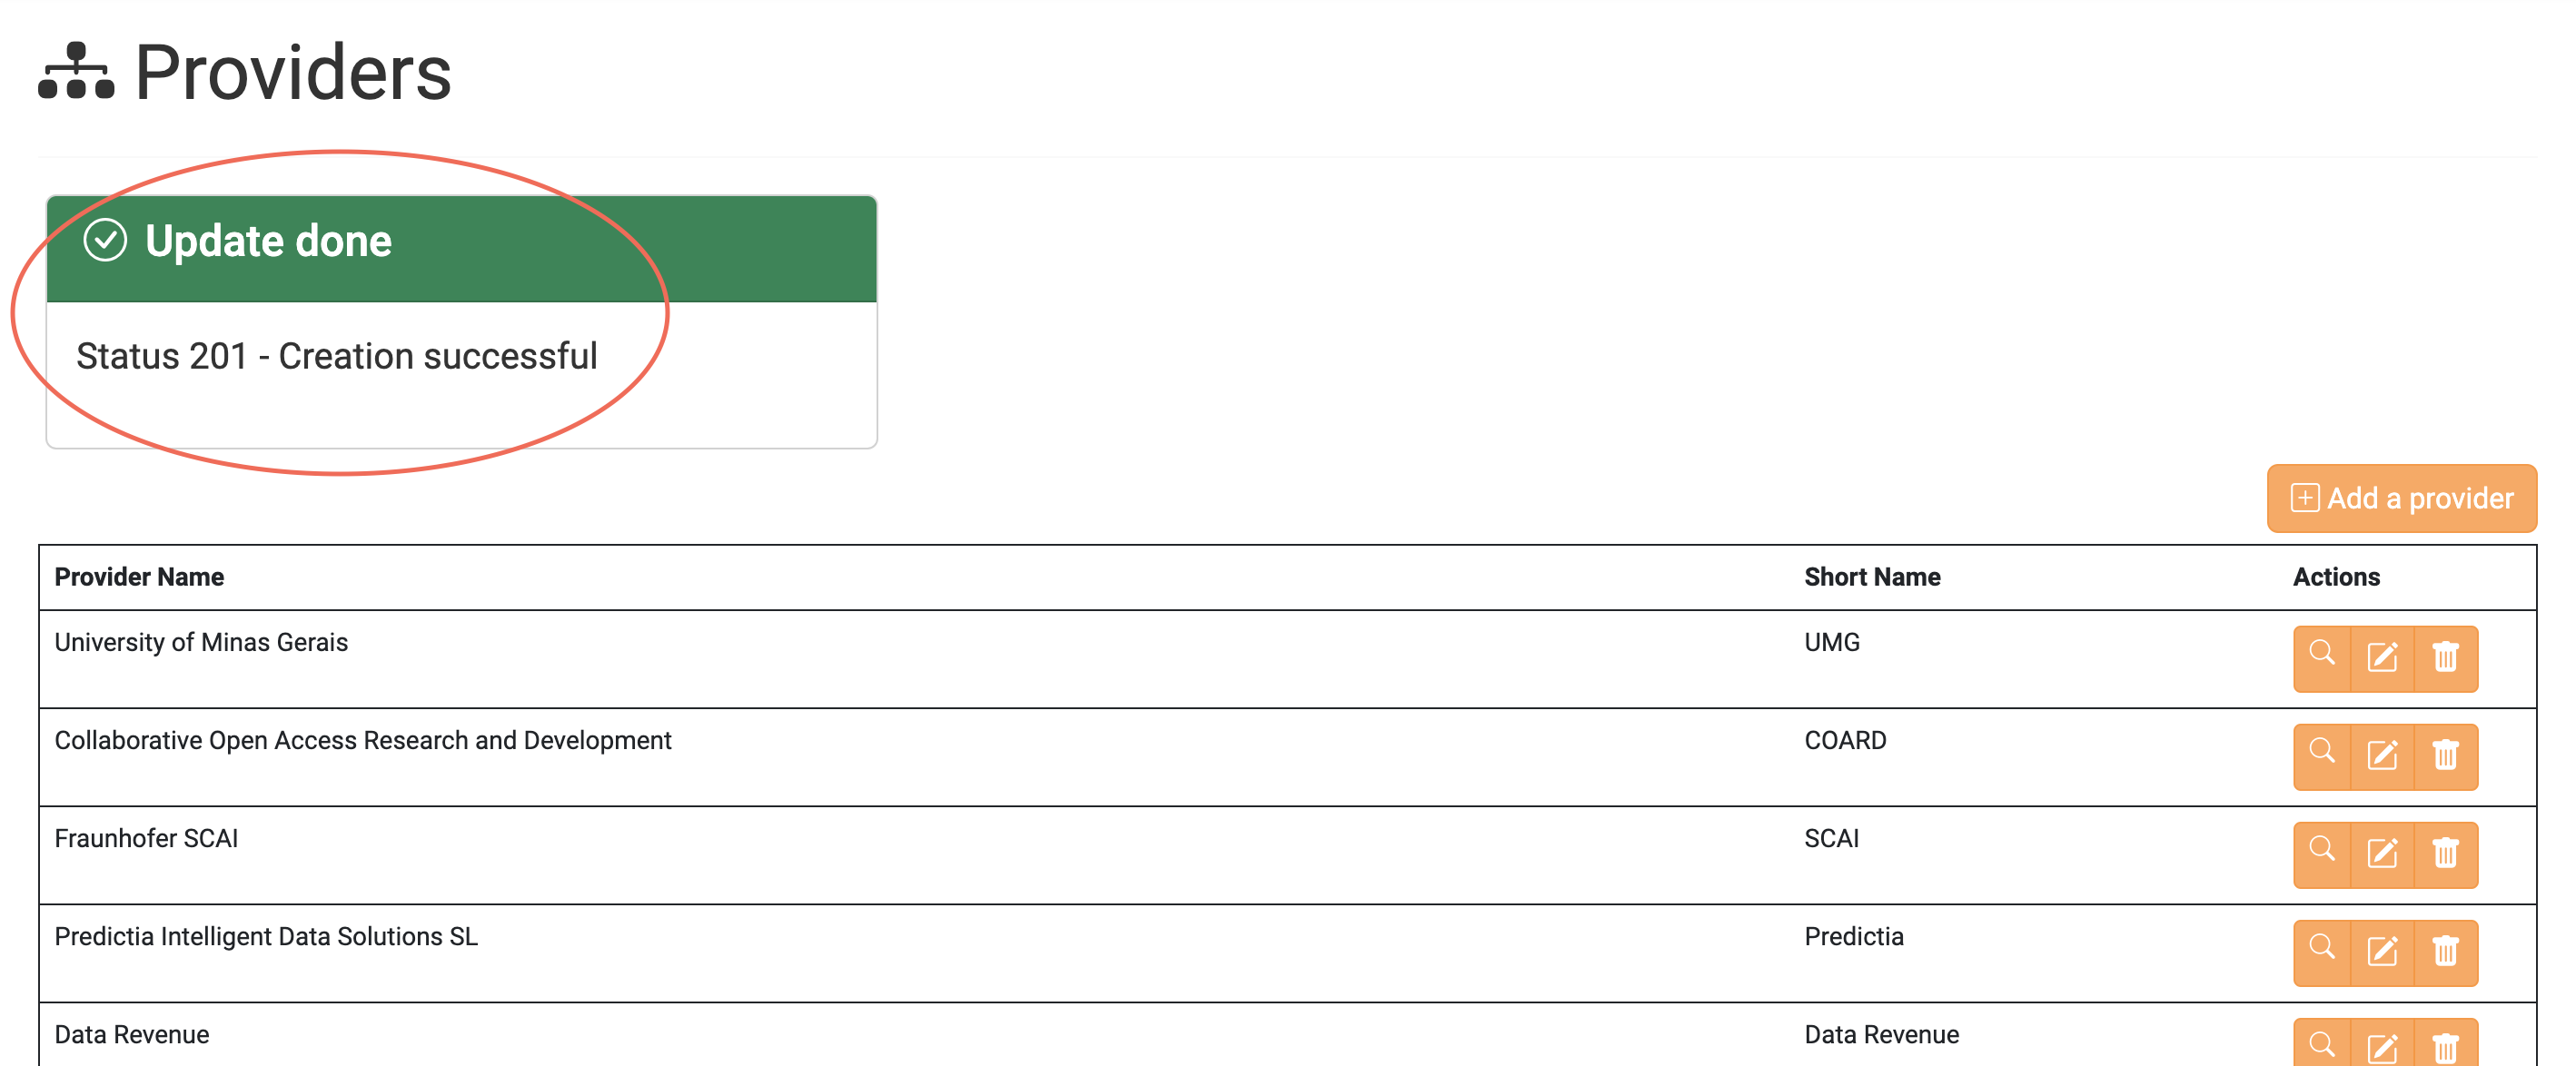 Providers
Update done
Status 201 - Creation successful
Add a provider
Provider Name Short Name Actions
University of Minas Gerais UMG
Collaborative Open Access Research and Development COARD
Fraunhofer SCAI SCAI
Predictia Intelligent Data Solutions SL Predictia
Data Revenue Data Revenue